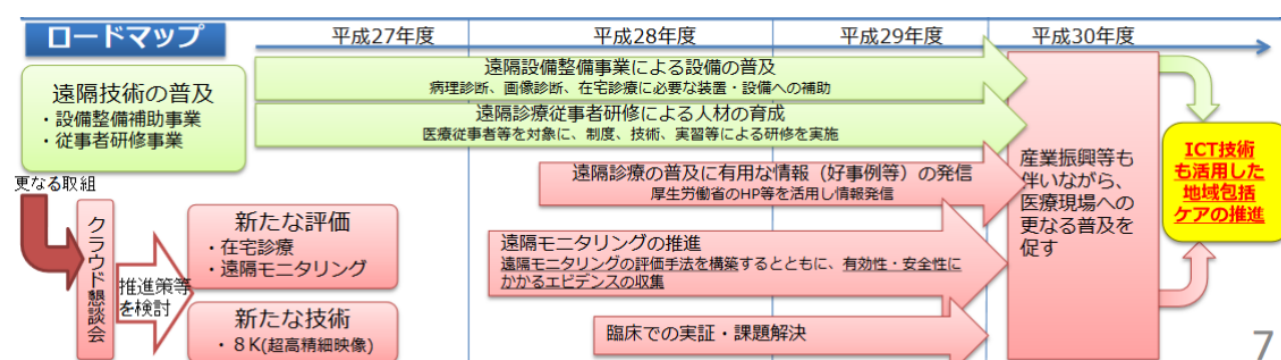 ロードマップ
平成27年度
平成28年度
平成29年度
平成30年度
遠隔技術の普及
・設備整備補助事業
・従事者研修事業
遠隔設備整備事業による設備の普及
病理診断、画像診断、在宅診療に必要な装置・設備への補助
遠隔診療従事者研修による人材の育成
医療従事者等を対象に、制度、技術、実習等による研修を実施
遠隔診療の普及に有用な情報（好事例等）の発信
厚生労働省のHP等を活用し情報発信
更なる取組
クラウド懇談会
推進策等
を検討
新たな評価
・在宅診療
・遠隔モニタリング
新たな技術
・８K(超高精細映像)
遠隔モニタリングの推進
遠隔モニタリングの評価手法を構築するとともに、有効性・安全性に
かかるエビデンスの収集
臨床での実証・課題解決
産業振興等も
伴いながら、
医療現場への
更なる普及を
促す
ICT技術
も活用した
地域包括
ケアの推進
7